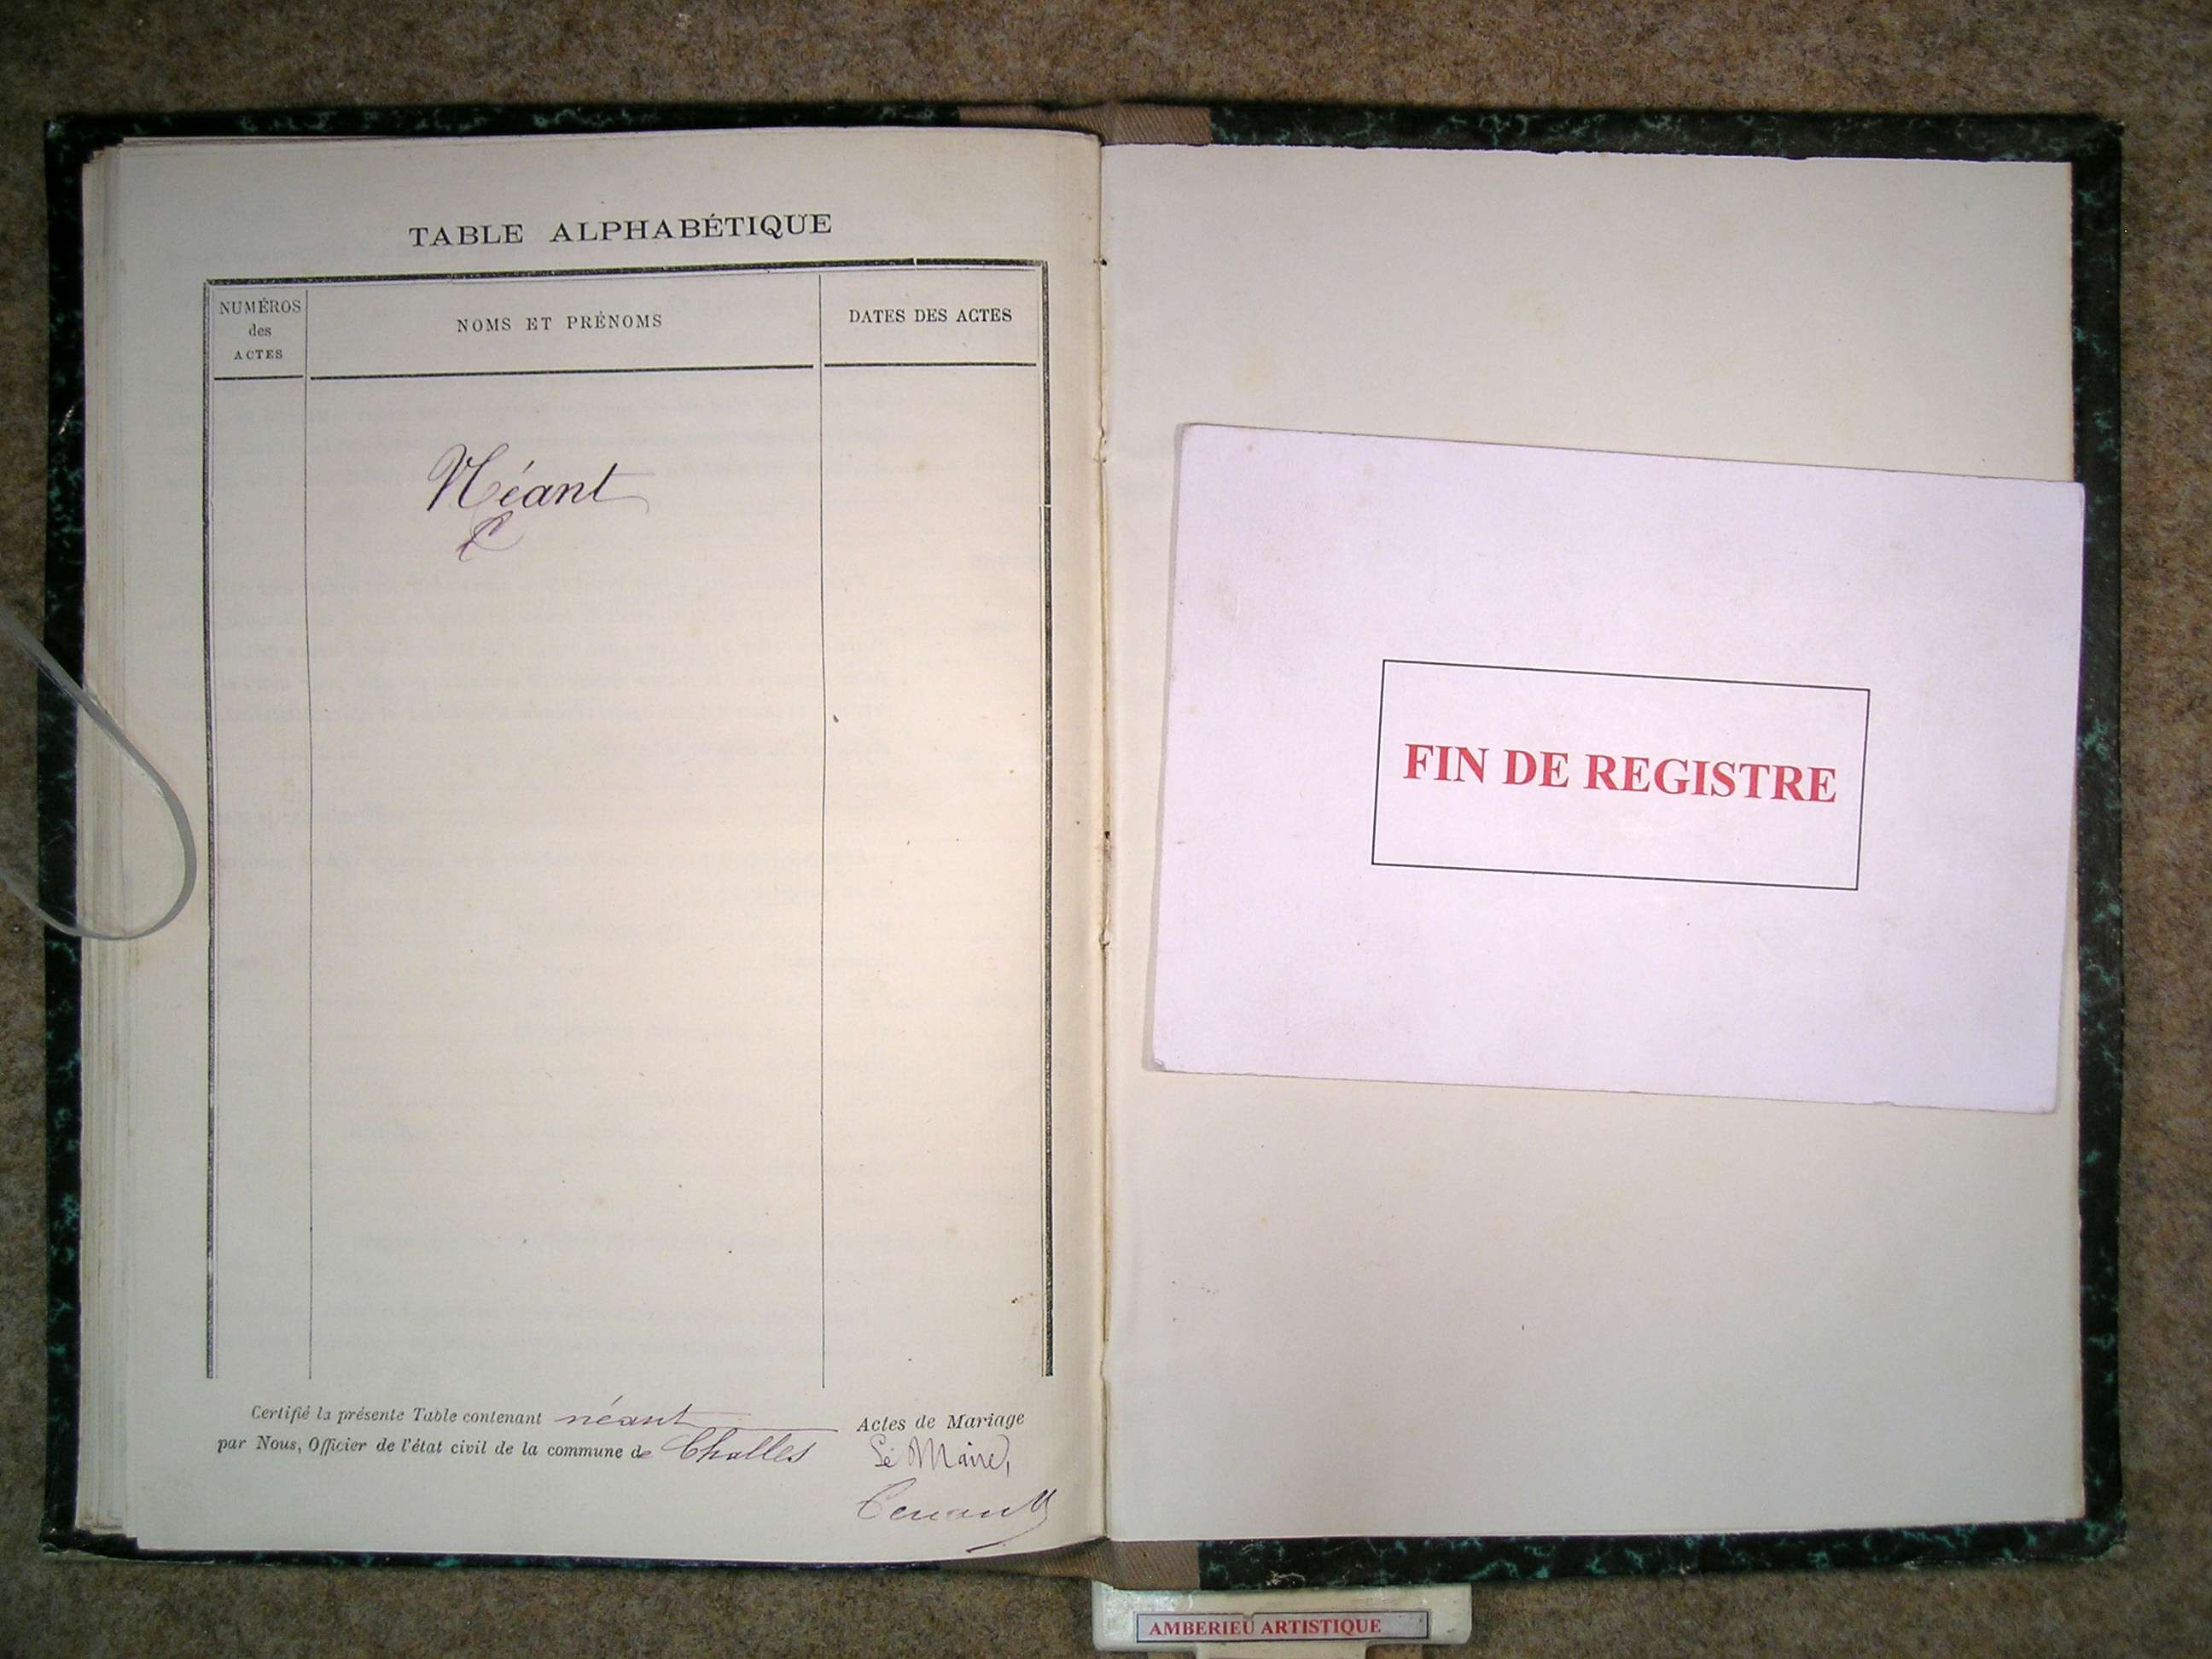 TABLE ALPHABÉTIQUE
NUMÉROS
des
ACTES
NOMS ET PRÉNOMS
DATES DES ACTES
Néant
Certifié la présente Table contenant néant Actes de Mariage
par Nous, Officier de l'état civil de la commune de Challes
Le Maire,
FIN DE REGISTRE
AMBERIEU ARTISTIQUE